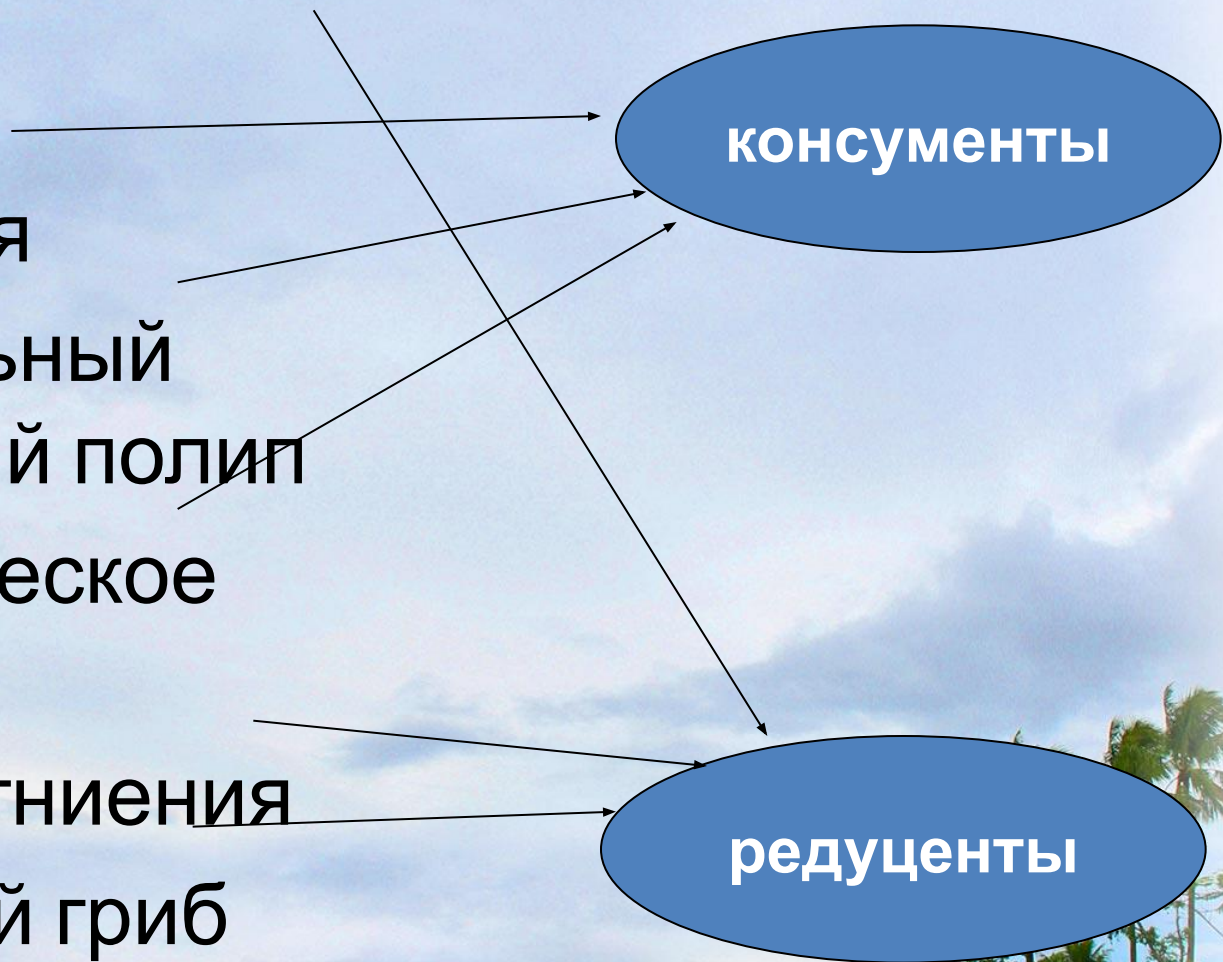 консументы
я
ьный
й полип
еское
гниения
редуценты
й гриб